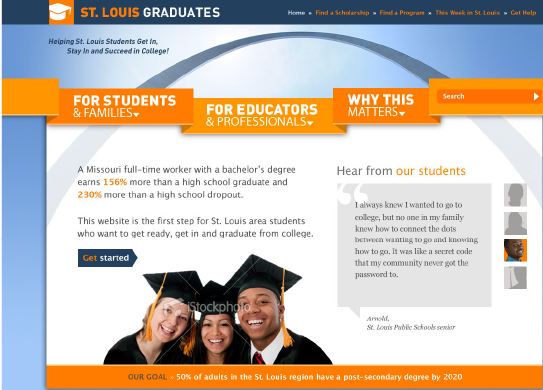 ST. LOUIS GRADUATES
Home » Find a Scholarship » Find a Program » This Week in St. Louis » Get Help
Helping St. Louis Students Get In,
Stay In and Succeed in College!
FOR STUDENTS
& FAMILIES
FOR EDUCATORS
& PROFESSIONALS
WHY THIS
MATTERS
Search
A Missouri full-time worker with a bachelor's degree
earns 156% more than a high school graduate and
230% more than a high school dropout.
This website is the first step for St. Louis area students
who want to get ready, get in and graduate from college.
Get started
iStockphoto
Hear from our students
“
I always knew I wanted to go to
college, but no one in my family
knew how to connect the dots
between wanting to go and knowing
how to go. It was like a secret code
that my community never got the
password to.
Arnold,
St. Louis Public Schools senior
OUR GOAL » 50% of adults in the St. Louis region have a post-secondary degree by 2020